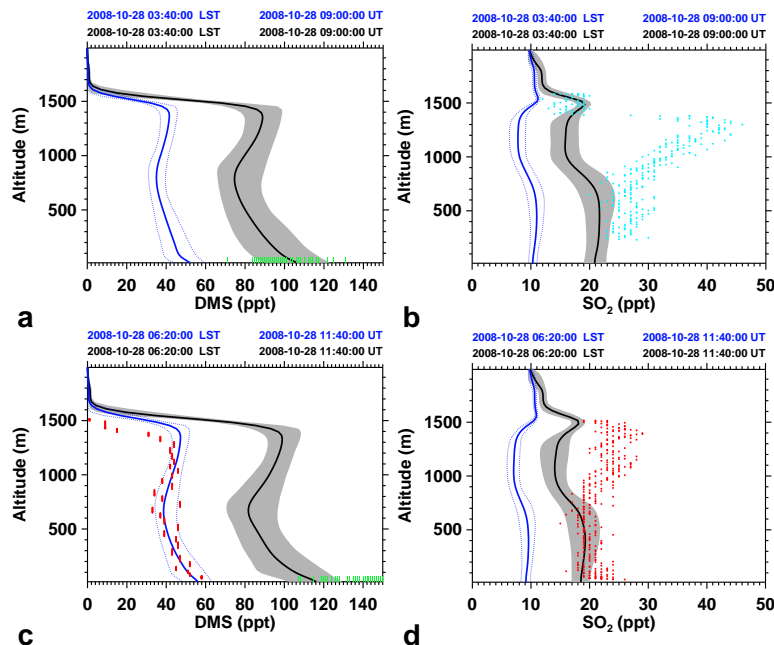 2008-10-28 03:40:00 LST 2008-10-28 09:00:00 UT
2008-10-28 03:40:00 LST 2008-10-28 09:00:00 UT
1500
1000
500
Altitude (m)
0 20 40 60 80 100 120 140
DMS (ppt)
a
2008-10-28 03:40:00 LST 2008-10-28 09:00:00 UT
2008-10-28 03:40:00 LST 2008-10-28 09:00:00 UT
1500
1000
500
Altitude (m)
0 10 20 30 40 50
SO2 (ppt)
b
2008-10-28 06:20:00 LST 2008-10-28 11:40:00 UT
2008-10-28 06:20:00 LST 2008-10-28 11:40:00 UT
1500
1000
500
Altitude (m)
0 20 40 60 80 100 120 140
DMS (ppt)
c
2008-10-28 06:20:00 LST 2008-10-28 11:40:00 UT
2008-10-28 06:20:00 LST 2008-10-28 11:40:00 UT
1500
1000
500
Altitude (m)
0 10 20 30 40 50
SO2 (ppt)
d